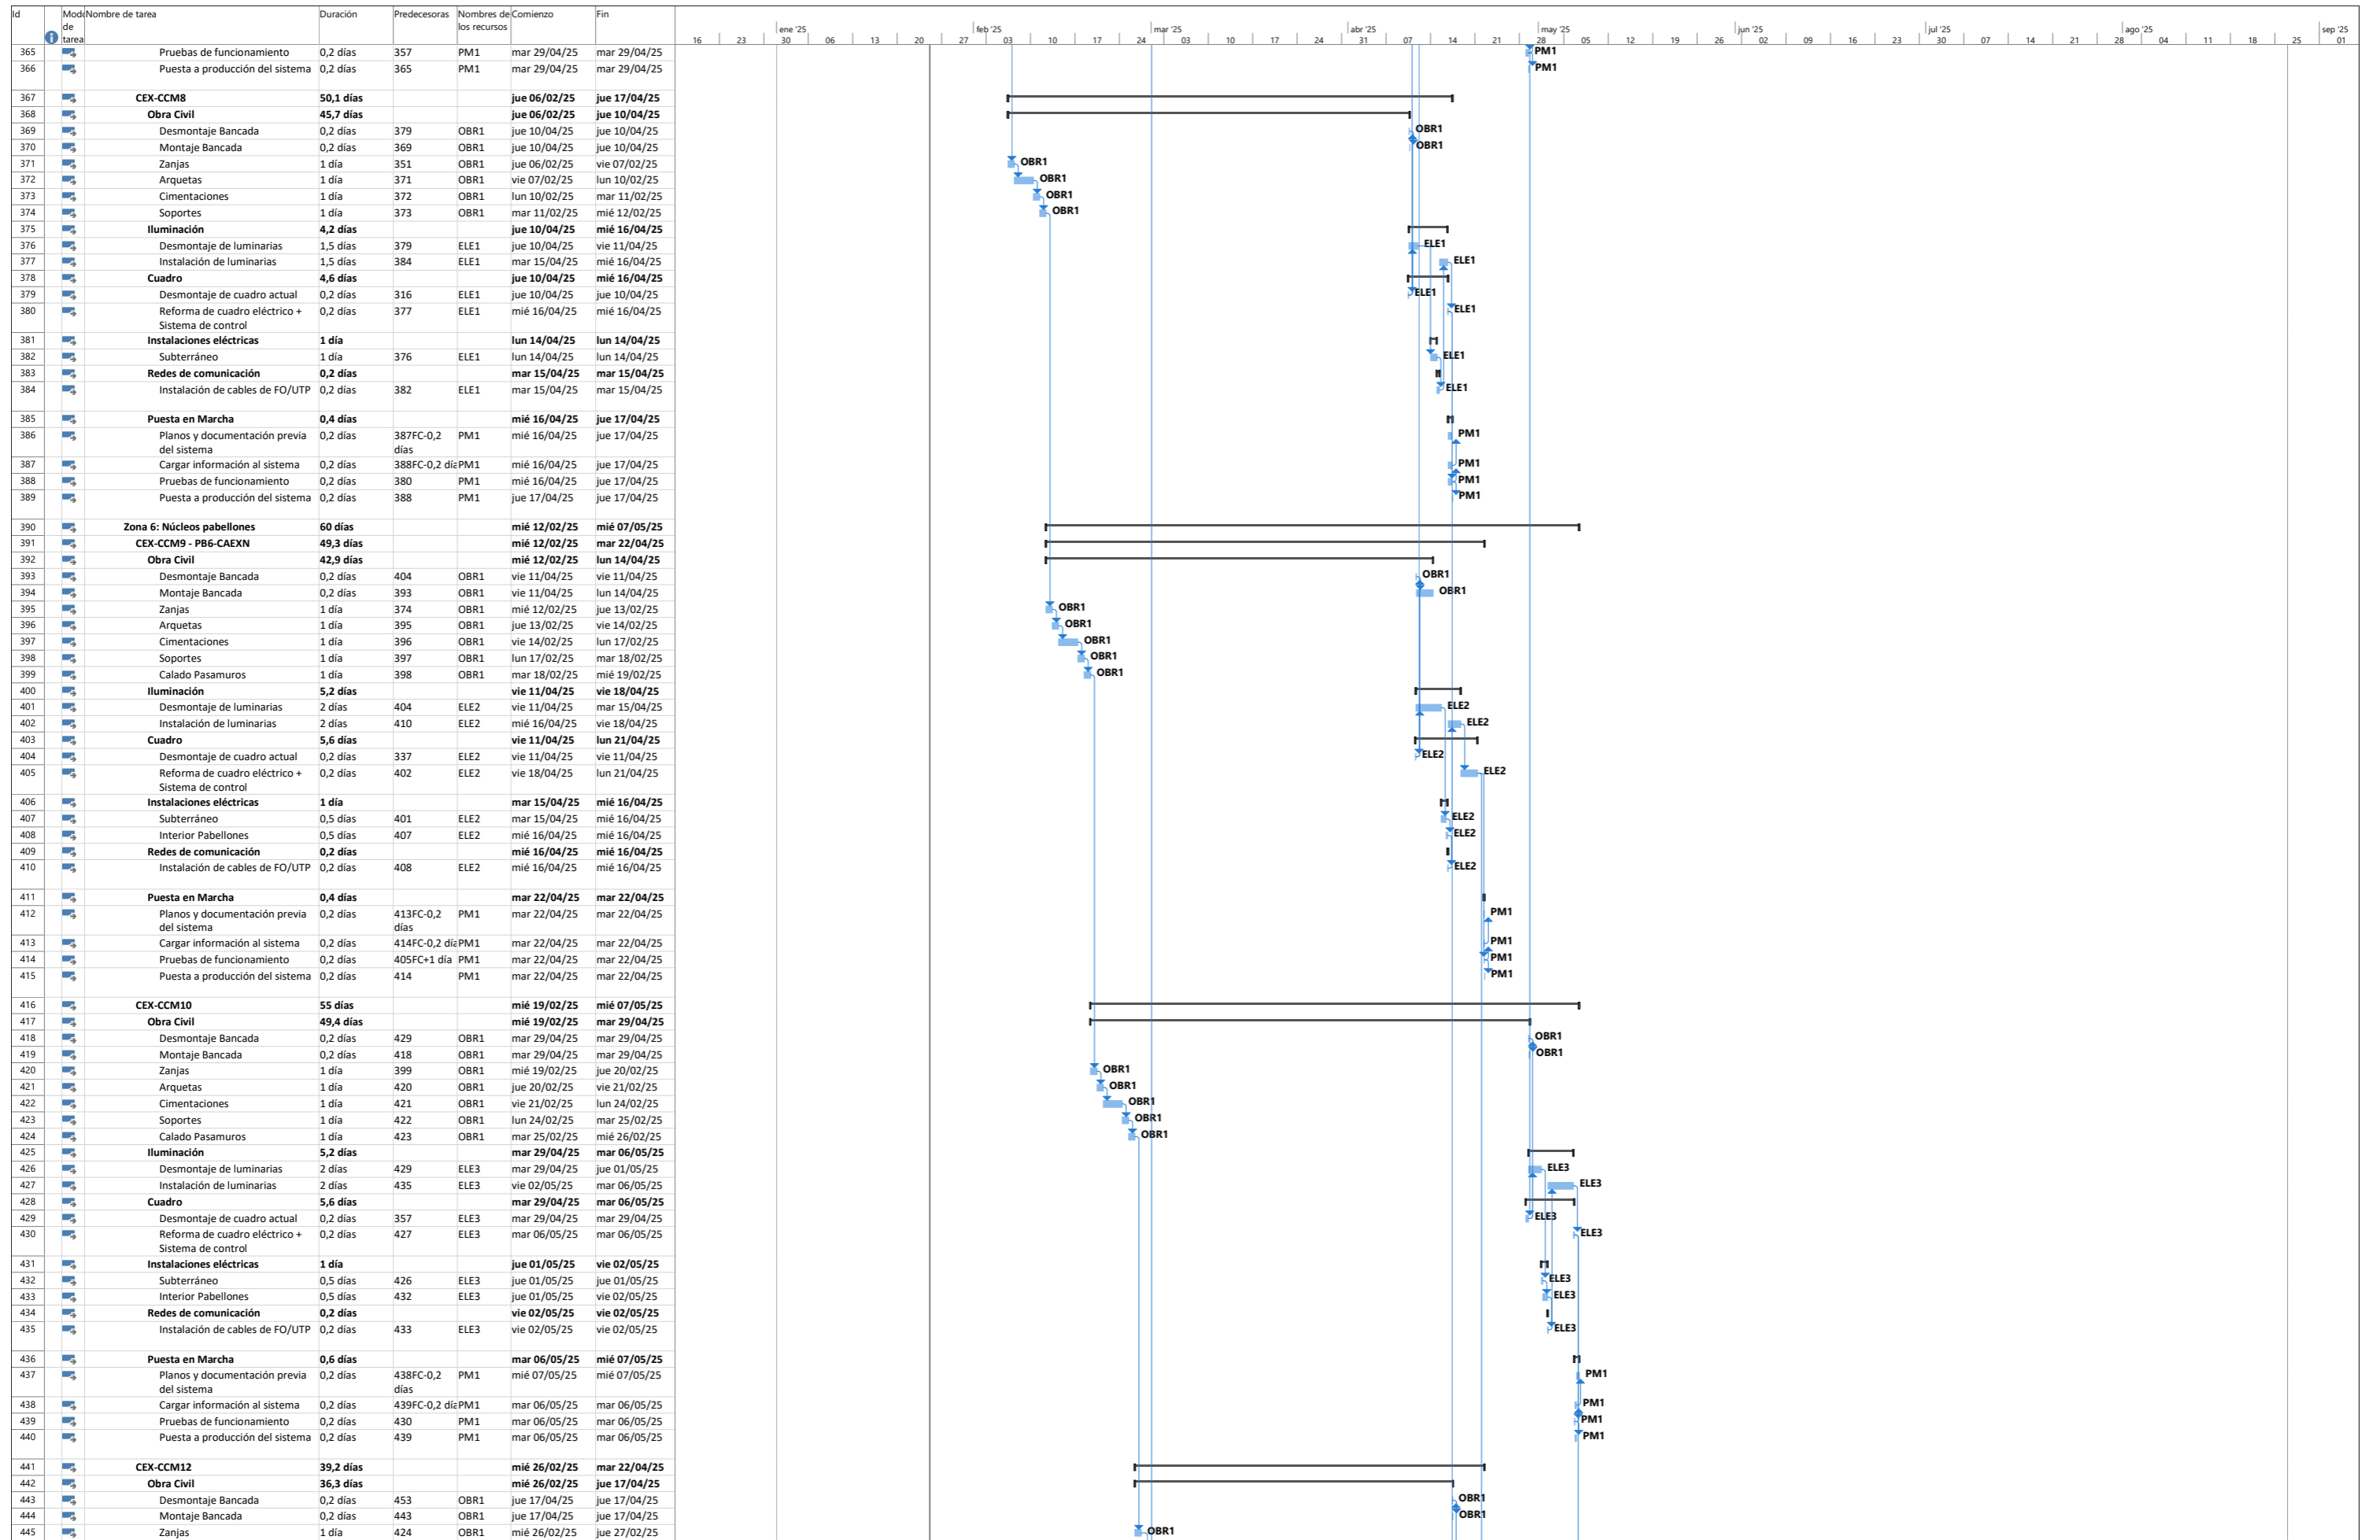 Id Modo de tarea Nombre de tarea Duración Predecesoras Nombres de los recursos Comienzo Fin
ene '25 feb '25 mar '25 abr '25 may '25 jun '25 jul '25 ago '25 sep '25
16 23 30 06 13 20 27 03 10 17 24 03 10 17 24 31 07 14 21 28 05 12 19 26 02 09 16 23 30 07 14 21 28 04 11 18 25 01
365 Pruebas de funcionamiento 0,2 días 357 PM1 mar 29/04/25 mar 29/04/25 PM1
366 Puesta a producción del sistema 0,2 días 365 PM1 mar 29/04/25 mar 29/04/25 PM1
367 CEX-CCM8 50,1 días jue 06/02/25 jue 17/04/25
368 Obra Civil 45,7 días jue 06/02/25 jue 10/04/25
369 Desmontaje Bancada 0,2 días 379 OBR1 jue 10/04/25 jue 10/04/25 OBR1
370 Montaje Bancada 0,2 días 369 OBR1 jue 10/04/25 jue 10/04/25 OBR1
371 Zanjas 1 día 351 OBR1 jue 06/02/25 vie 07/02/25 OBR1
372 Arquetas 1 día 371 OBR1 vie 07/02/25 lun 10/02/25 OBR1
373 Cimentaciones 1 día 372 OBR1 lun 10/02/25 mar 11/02/25 OBR1
374 Soportes 1 día 373 OBR1 mar 11/02/25 mié 12/02/25 OBR1
375 Iluminación 4,2 días jue 10/04/25 mié 16/04/25
376 Desmontaje de luminarias 1,5 días 379 ELE1 jue 10/04/25 vie 11/04/25 ELE1
377 Instalación de luminarias 1,5 días 384 ELE1 mar 15/04/25 mié 16/04/25 ELE1
378 Cuadro 4,6 días jue 10/04/25 mié 16/04/25
379 Desmontaje de cuadro actual 0,2 días 316 ELE1 jue 10/04/25 jue 10/04/25 ELE1
380 Reforma de cuadro eléctrico + Sistema de control 0,2 días 377 ELE1 mié 16/04/25 mié 16/04/25 ELE1
381 Instalaciones eléctricas 1 día lun 14/04/25 lun 14/04/25
382 Subterráneo 1 día 376 ELE1 lun 14/04/25 lun 14/04/25 ELE1
383 Redes de comunicación 0,2 días mar 15/04/25 mar 15/04/25
384 Instalación de cables de FO/UTP 0,2 días 382 ELE1 mar 15/04/25 mar 15/04/25 ELE1
385 Puesta en Marcha 0,4 días mié 16/04/25 jue 17/04/25
386 Planos y documentación previa del sistema 0,2 días 387FC-0,2 días PM1 mié 16/04/25 jue 17/04/25 PM1
387 Cargar información al sistema 0,2 días 388FC-0,2 día PM1 mié 16/04/25 jue 17/04/25 PM1
388 Pruebas de funcionamiento 0,2 días 380 PM1 mié 16/04/25 jue 17/04/25 PM1
389 Puesta a producción del sistema 0,2 días 388 PM1 jue 17/04/25 jue 17/04/25 PM1
390 Zona 6: Núcleos pabellones 60 días mié 12/02/25 mié 07/05/25
391 CEX-CCM9 - PB6-CAEXN 49,3 días mié 12/02/25 mar 22/04/25
392 Obra Civil 42,9 días mié 12/02/25 lun 14/04/25
393 Desmontaje Bancada 0,2 días 404 OBR1 vie 11/04/25 vie 11/04/25 OBR1
394 Montaje Bancada 0,2 días 393 OBR1 vie 11/04/25 lun 14/04/25 OBR1
395 Zanjas 1 día 374 OBR1 mié 12/02/25 jue 13/02/25 OBR1
396 Arquetas 1 día 395 OBR1 jue 13/02/25 vie 14/02/25 OBR1
397 Cimentaciones 1 día 396 OBR1 vie 14/02/25 lun 17/02/25 OBR1
398 Soportes 1 día 397 OBR1 lun 17/02/25 mar 18/02/25 OBR1
399 Calado Pasamuros 1 día 398 OBR1 mar 18/02/25 mié 19/02/25 OBR1
400 Iluminación 5,2 días vie 11/04/25 vie 18/04/25
401 Desmontaje de luminarias 2 días 404 ELE2 vie 11/04/25 mar 15/04/25 ELE2
402 Instalación de luminarias 2 días 410 ELE2 mié 16/04/25 vie 18/04/25 ELE2
403 Cuadro 5,6 días vie 11/04/25 lun 21/04/25
404 Desmontaje de cuadro actual 0,2 días 337 ELE2 vie 11/04/25 vie 11/04/25 ELE2
405 Reforma de cuadro eléctrico + Sistema de control 0,2 días 402 ELE2 vie 18/04/25 lun 21/04/25 ELE2
406 Instalaciones eléctricas 1 día mar 15/04/25 mié 16/04/25
407 Subterráneo 0,5 días 401 ELE2 mar 15/04/25 mié 16/04/25 ELE2
408 Interior Pabellones 0,5 días 407 ELE2 mié 16/04/25 mié 16/04/25 ELE2
409 Redes de comunicación 0,2 días mié 16/04/25 mié 16/04/25
410 Instalación de cables de FO/UTP 0,2 días 408 ELE2 mié 16/04/25 mié 16/04/25 ELE2
411 Puesta en Marcha 0,4 días mar 22/04/25 mar 22/04/25
412 Planos y documentación previa del sistema 0,2 días 413FC-0,2 días PM1 mar 22/04/25 mar 22/04/25 PM1
413 Cargar información al sistema 0,2 días 414FC-0,2 día PM1 mar 22/04/25 mar 22/04/25 PM1
414 Pruebas de funcionamiento 0,2 días 405FC+1 día PM1 mar 22/04/25 mar 22/04/25 PM1
415 Puesta a producción del sistema 0,2 días 414 PM1 mar 22/04/25 mar 22/04/25 PM1
416 CEX-CCM10 55 días mié 19/02/25 mié 07/05/25
417 Obra Civil 49,4 días mié 19/02/25 mar 29/04/25
418 Desmontaje Bancada 0,2 días 429 OBR1 mar 29/04/25 mar 29/04/25 OBR1
419 Montaje Bancada 0,2 días 418 OBR1 mar 29/04/25 mar 29/04/25 OBR1
420 Zanjas 1 día 399 OBR1 mié 19/02/25 jue 20/02/25 OBR1
421 Arquetas 1 día 420 OBR1 jue 20/02/25 vie 21/02/25 OBR1
422 Cimentaciones 1 día 421 OBR1 vie 21/02/25 lun 24/02/25 OBR1
423 Soportes 1 día 422 OBR1 lun 24/02/25 mar 25/02/25 OBR1
424 Calado Pasamuros 1 día 423 OBR1 mar 25/02/25 mié 26/02/25 OBR1
425 Iluminación 5,2 días mar 29/04/25 mar 06/05/25
426 Desmontaje de luminarias 2 días 429 ELE3 mar 29/04/25 jue 01/05/25 ELE3
427 Instalación de luminarias 2 días 435 ELE3 vie 02/05/25 mar 06/05/25 ELE3
428 Cuadro 5,6 días mar 29/04/25 mar 06/05/25
429 Desmontaje de cuadro actual 0,2 días 357 ELE3 mar 29/04/25 mar 29/04/25 ELE3
430 Reforma de cuadro eléctrico + Sistema de control 0,2 días 427 ELE3 mar 06/05/25 mar 06/05/25 ELE3
431 Instalaciones eléctricas 1 día jue 01/05/25 vie 02/05/25
432 Subterráneo 0,5 días 426 ELE3 jue 01/05/25 jue 01/05/25 ELE3
433 Interior Pabellones 0,5 días 432 ELE3 jue 01/05/25 vie 02/05/25 ELE3
434 Redes de comunicación 0,2 días vie 02/05/25 vie 02/05/25
435 Instalación de cables de FO/UTP 0,2 días 433 ELE3 vie 02/05/25 vie 02/05/25 ELE3
436 Puesta en Marcha 0,6 días mar 06/05/25 mié 07/05/25
437 Planos y documentación previa del sistema 0,2 días 438FC-0,2 días PM1 mié 07/05/25 mié 07/05/25 PM1
438 Cargar información al sistema 0,2 días 439FC-0,2 día PM1 mar 06/05/25 mar 06/05/25 PM1
439 Pruebas de funcionamiento 0,2 días 430 PM1 mar 06/05/25 mar 06/05/25 PM1
440 Puesta a producción del sistema 0,2 días 439 PM1 mar 06/05/25 mar 06/05/25 PM1
441 CEX-CCM12 39,2 días mié 26/02/25 mar 22/04/25
442 Obra Civil 36,3 días mié 26/02/25 jue 17/04/25
443 Desmontaje Bancada 0,2 días 453 OBR1 jue 17/04/25 jue 17/04/25 OBR1
444 Montaje Bancada 0,2 días 443 OBR1 jue 17/04/25 jue 17/04/25 OBR1
445 Zanjas 1 día 424 OBR1 mié 26/02/25 jue 27/02/25 OBR1